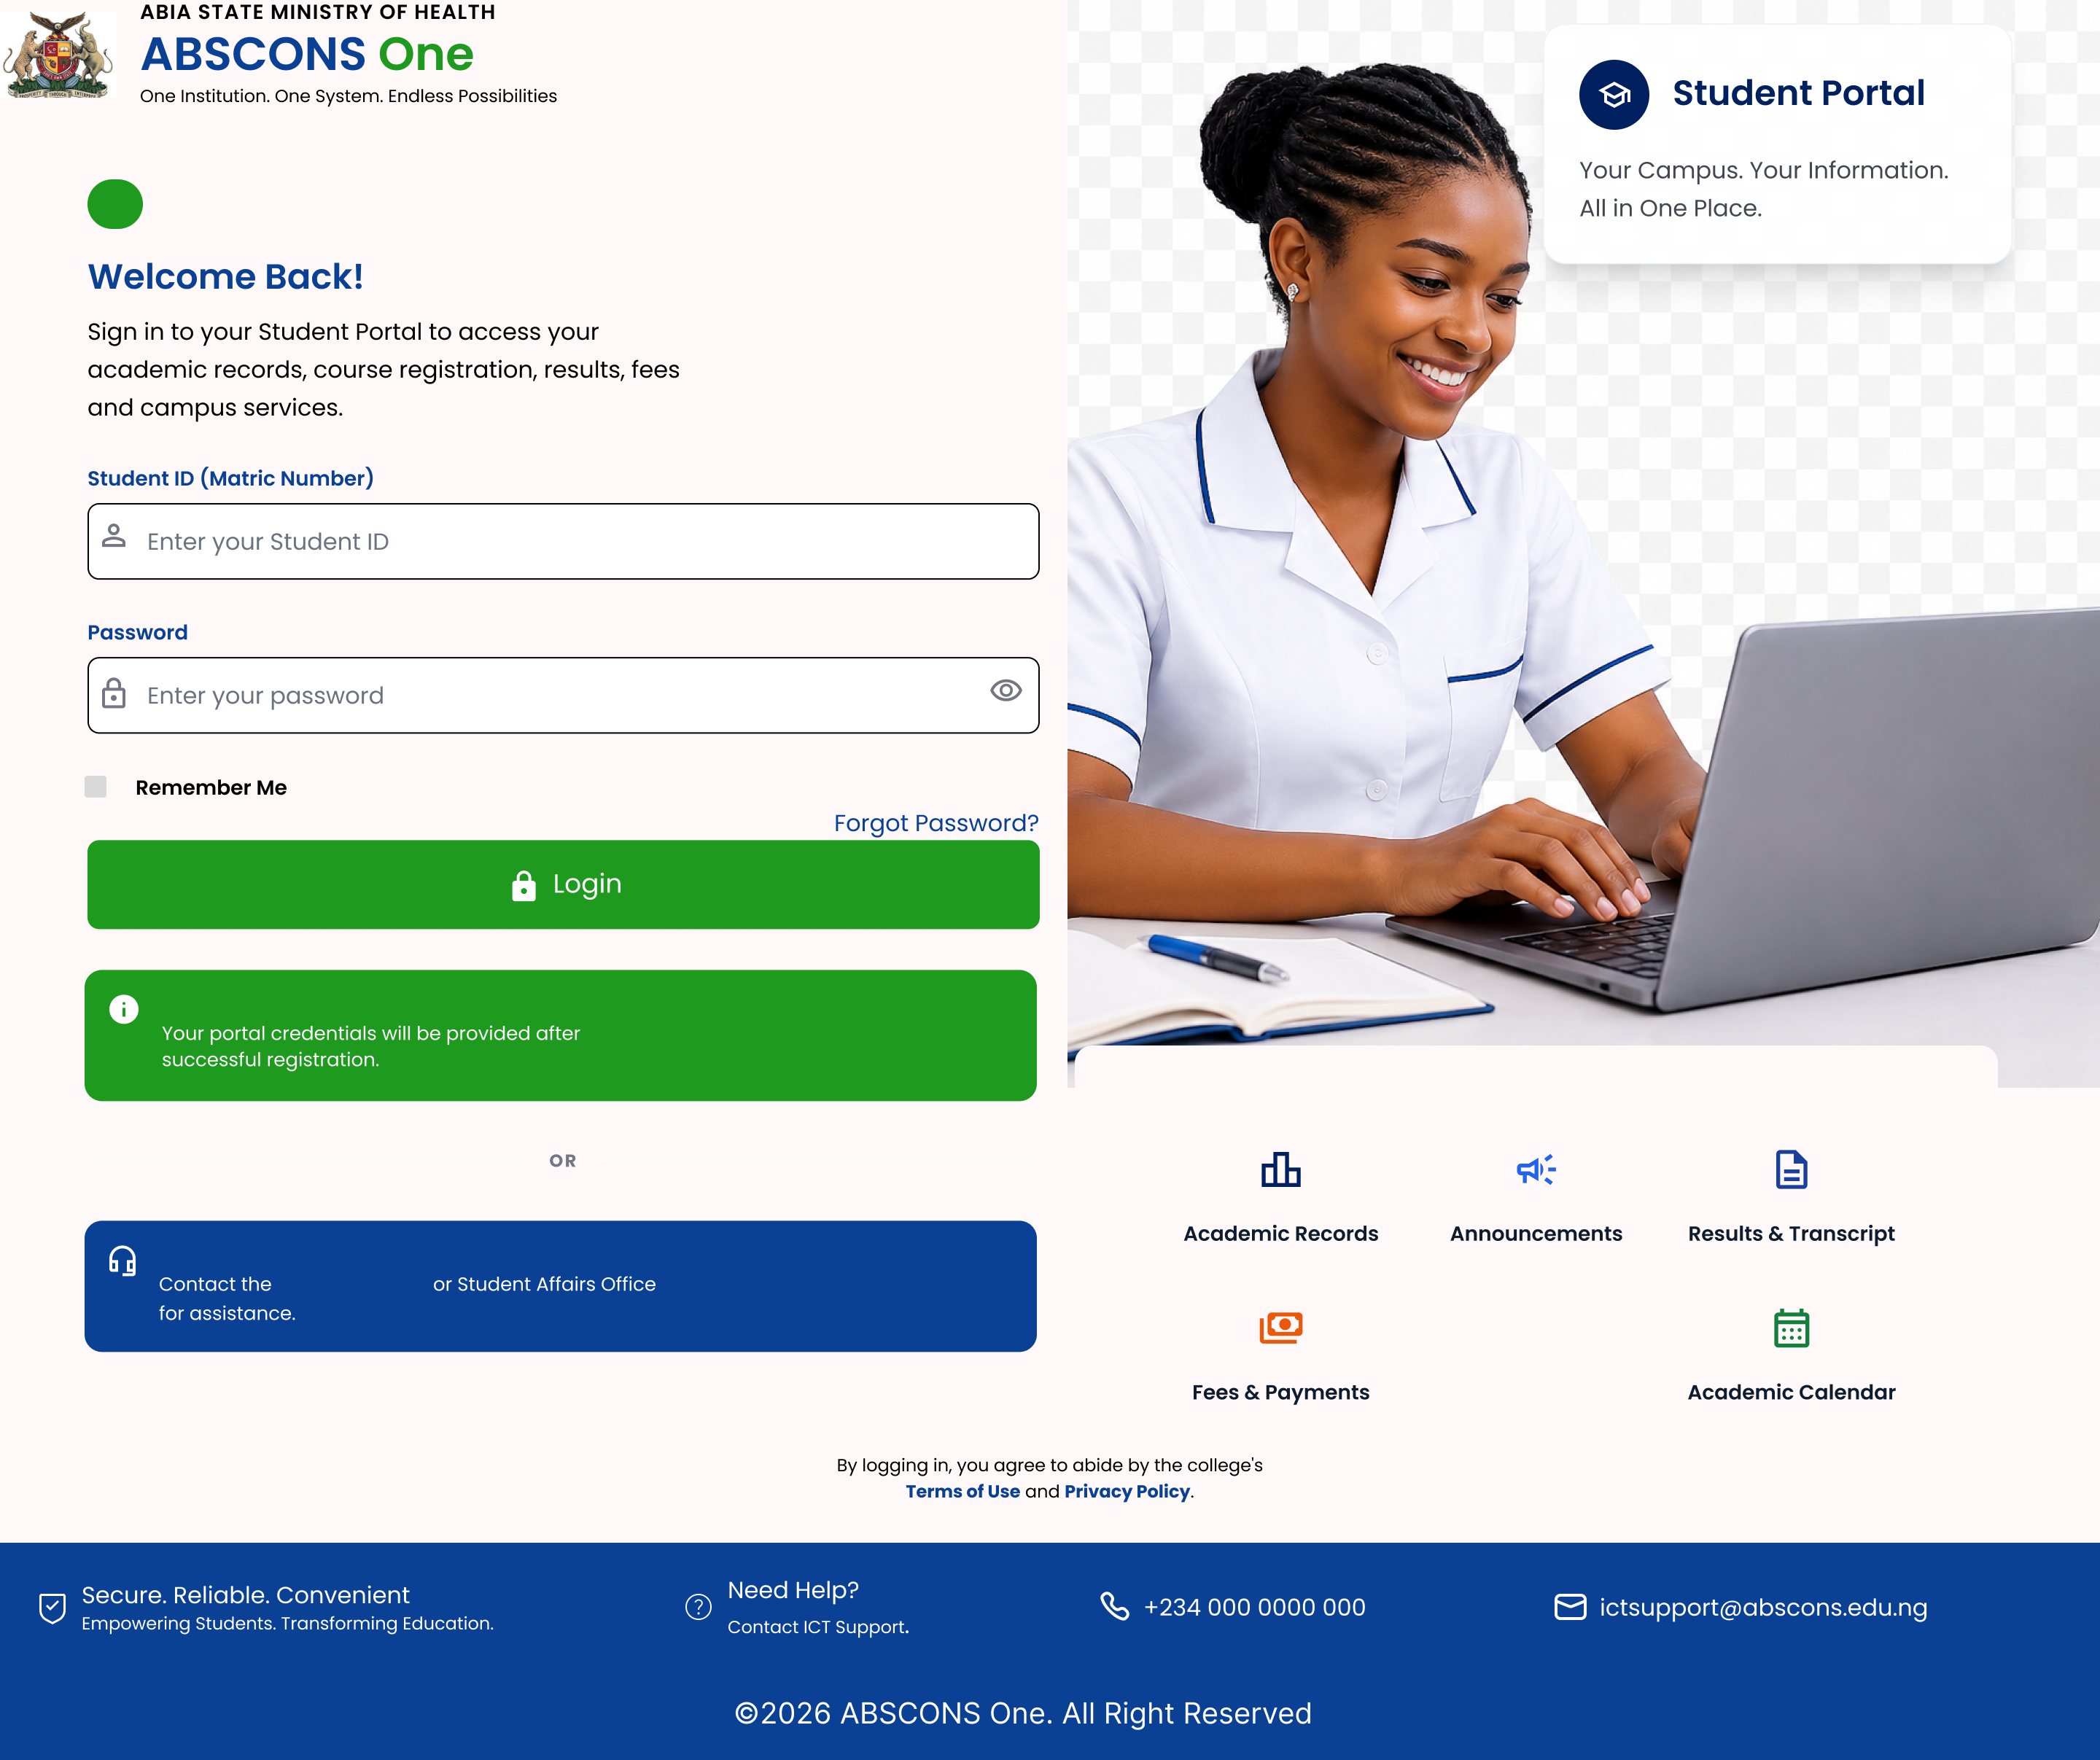 ABIA STATE MINISTRY OF HEALTH
ABSCONS One
One Institution. One System. Endless Possibilities
Student Portal
Your Campus. Your Information.
All in One Place.
Welcome Back!
Sign in to your Student Portal to access your
academic records, course registration, results, fees
and campus services.
Student ID (Matric Number)
Enter your Student ID
Password
Enter your password
Remember Me
Forgot Password?
Login
Your portal credentials will be provided after
successful registration.
OR
Contact the or Student Affairs Office
for assistance.
Academic Records
Announcements
Results & Transcript
Fees & Payments
Academic Calendar
By logging in, you agree to abide by the college's
Terms of Use and Privacy Policy.
Secure. Reliable. Convenient
Empowering Students. Transforming Education.
Need Help?
Contact ICT Support.
+234 000 0000 000
ictsupport@abscons.edu.ng
©2026 ABSCONS One. All Right Reserved